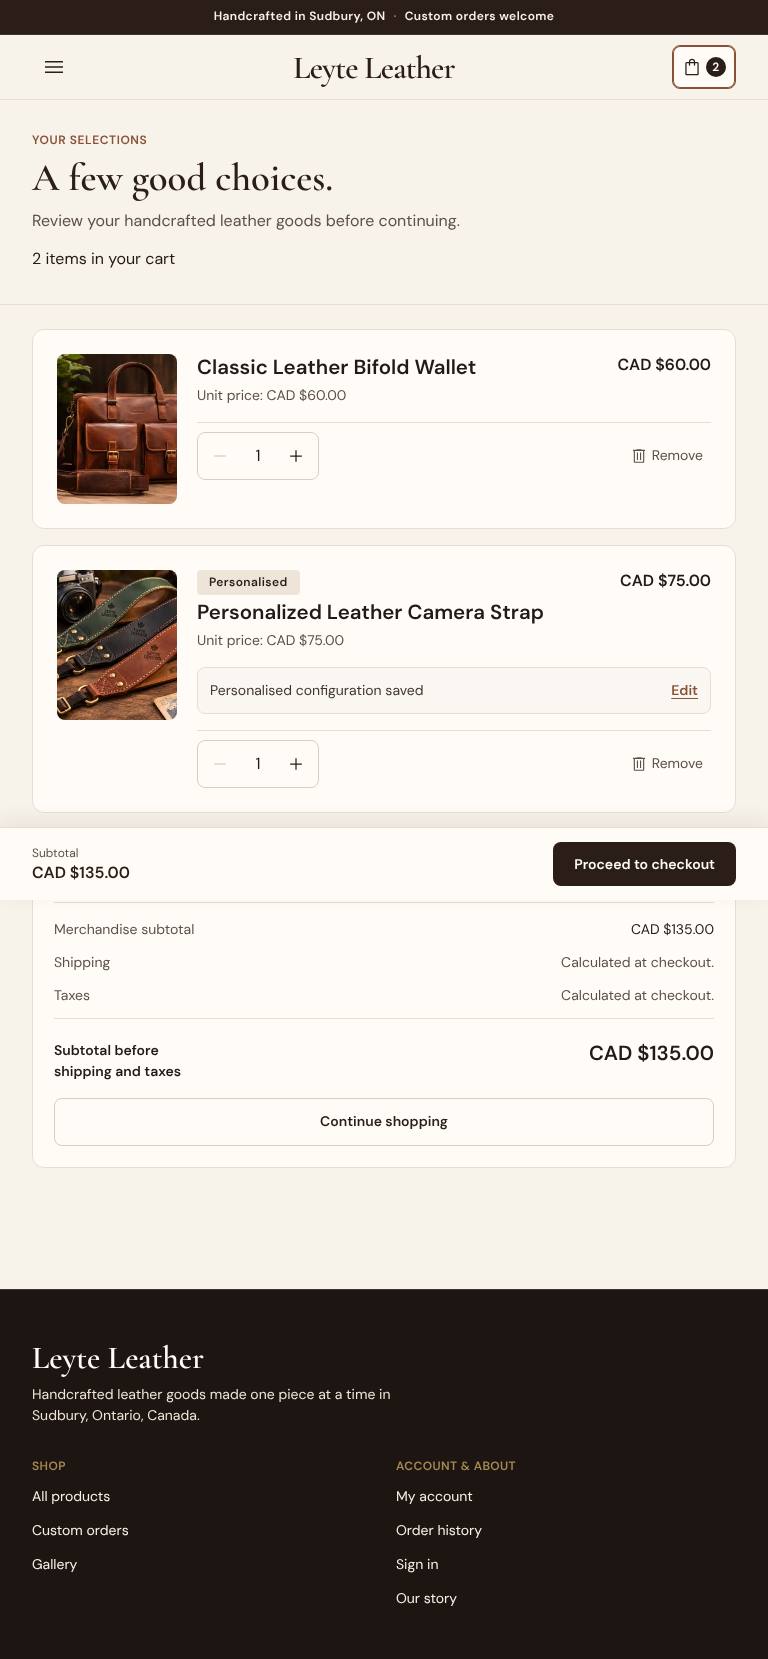 Handcrafted in Sudbury, ON · Custom orders welcome
Leyte Leather
2
YOUR SELECTIONS
A few good choices.
Review your handcrafted leather goods before continuing.
2 items in your cart
Classic Leather Bifold Wallet
CAD $60.00
Unit price: CAD $60.00
1
Remove
Personalised
CAD $75.00
Personalized Leather Camera Strap
Unit price: CAD $75.00
Personalised configuration saved
Edit
1
Remove
Subtotal
CAD $135.00
Proceed to checkout
Merchandise subtotal
CAD $135.00
Shipping
Calculated at checkout.
Taxes
Calculated at checkout.
Subtotal before
shipping and taxes
CAD $135.00
Continue shopping
Leyte Leather
Handcrafted leather goods made one piece at a time in
Sudbury, Ontario, Canada.
SHOP
All products
Custom orders
Gallery
ACCOUNT & ABOUT
My account
Order history
Sign in
Our story